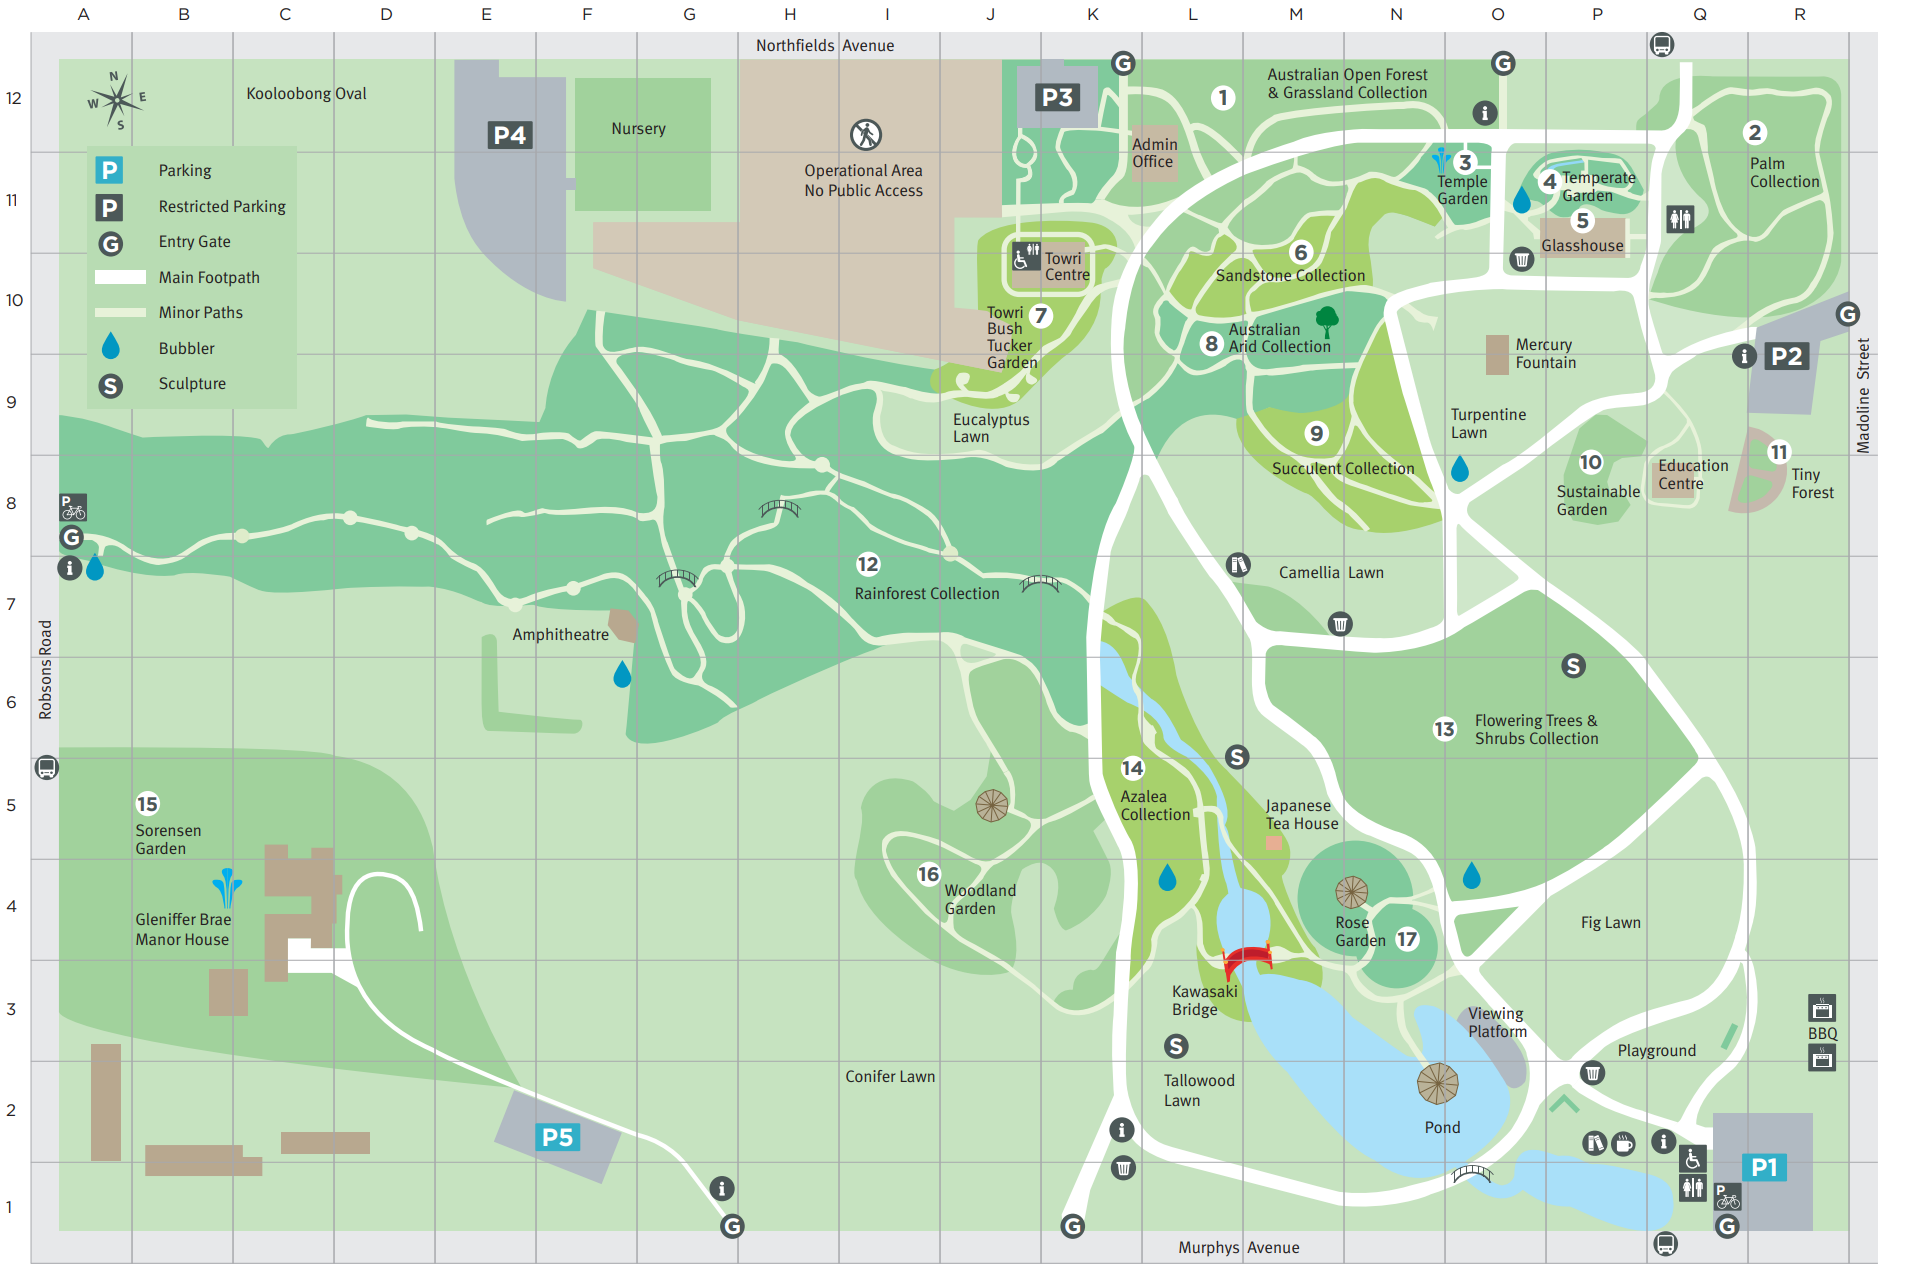 A B C D E F G H I J K L M N O P Q R
Northfields Avenue
12
11
10
9
8
7
6
5
4
3
2
1
N
W E
S
Kooloobong Oval
P4
Nursery
Operational Area
No Public Access
P3
G
1
Australian Open Forest
& Grassland Collection
G
i
Admin
Office
2
Palm
Collection
3
Temple
Garden
4
Temperate
Garden
5
Glasshouse
P Parking
P Restricted Parking
G Entry Gate
Main Footpath
Minor Paths
Bubbler
S Sculpture
Towri
Centre
6
Sandstone Collection
7
Towri
Bush
Tucker
Garden
8
Australian
Arid Collection
Mercury
Fountain
G
i
P2
Madoline Street
Eucalyptus
Lawn
9
Succulent Collection
Turpentine
Lawn
10
Sustainable
Garden
Education
Centre
11
Tiny
Forest
P
G
i
12
Rainforest Collection
Camellia Lawn
Amphitheatre
Robsons Road
S
13
Flowering Trees &
Shrubs Collection
S
14
Azalea
Collection
Japanese
Tea House
15
Sorensen
Garden
Gleniffer Brae
Manor House
16
Woodland
Garden
Rose
Garden
17
Fig Lawn
Kawasaki
Bridge
S
Viewing
Platform
Playground
BBQ
Conifer Lawn
Tallowood
Lawn
Pond
P5
i
i
P1
P
i
G
G
G
Murphys Avenue